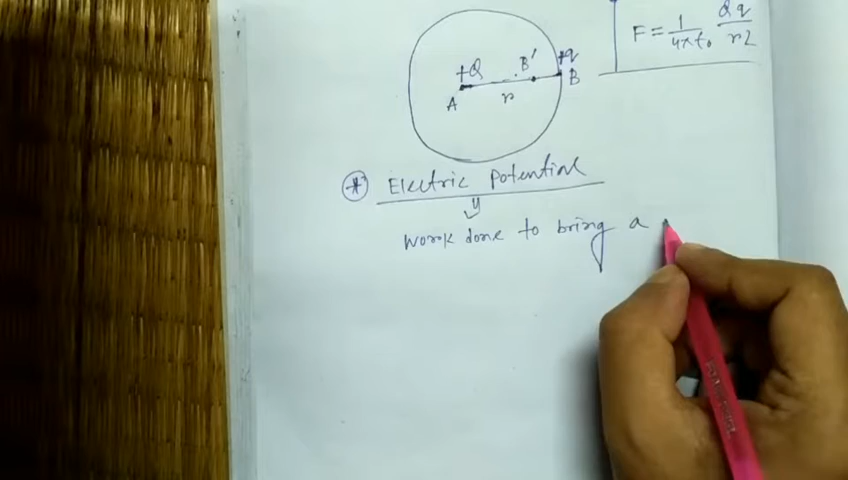 Qq
F = 1/4πε₀ r2
+Q B' +q
A r B
* Electric Potential
Work done to bring a